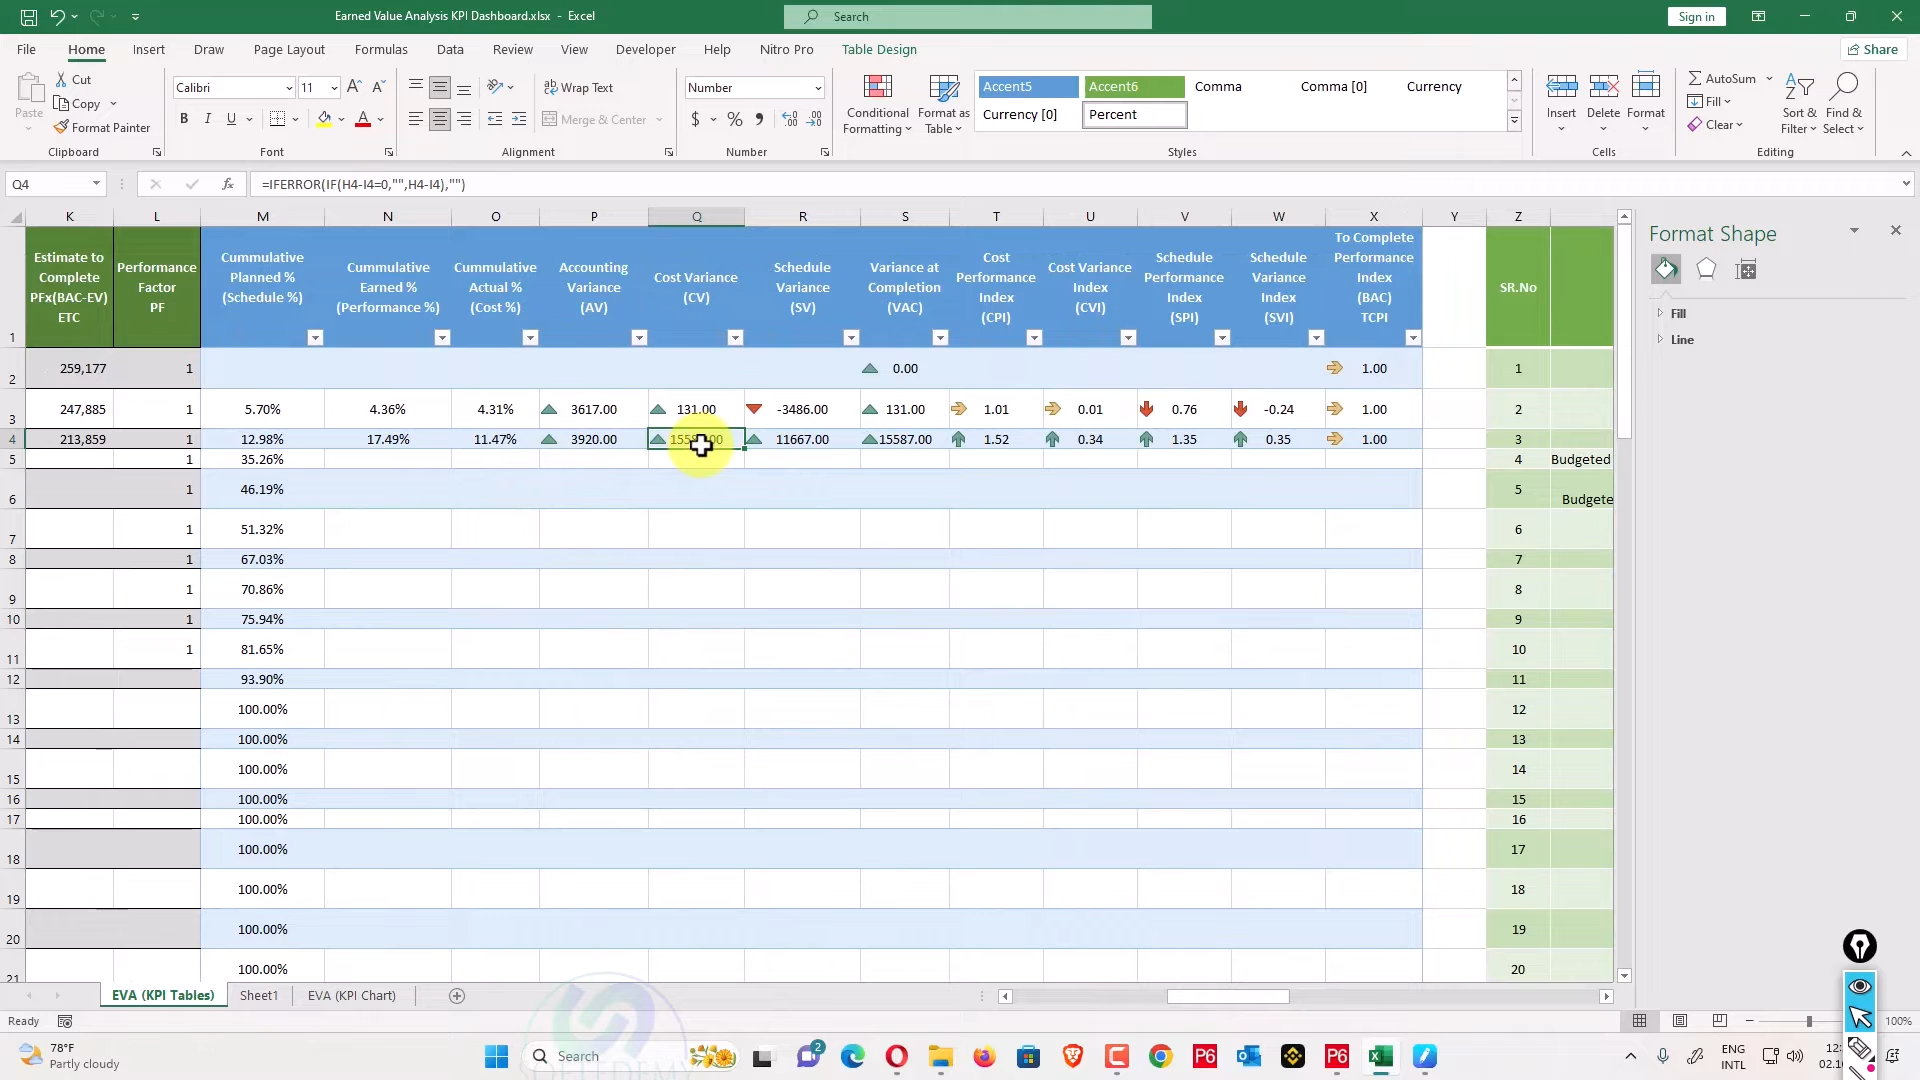 Earned Value Analysis KPI Dashboard.xlsx - Excel
Search
Sign in
File Home Insert Draw Page Layout Formulas Data Review View Developer Help Nitro Pro Table Design
Share
Paste
Cut
Copy
Format Painter
Clipboard
Calibri 11
B I U
Font
Wrap Text
Merge & Center
Alignment
Number
$ % 9
Number
Conditional Formatting
Format as Table
Accent5 Accent6 Comma Comma [0] Currency
Currency [0] Percent
Styles
Insert Delete Format
Cells
AutoSum
Fill
Clear
Sort & Filter
Find & Select
Editing
Q4
fx
=IFERROR(IF(H4-I4=0,"",H4-I4),"")
K L M N O P Q R S T U V W X Y Z
1
Estimate to Complete PFx(BAC-EV) ETC
Performance Factor PF
Cummulative Planned % (Schedule %)
Cummulative Earned % (Performance %)
Cummulative Actual % (Cost %)
Accounting Variance (AV)
Cost Variance (CV)
Schedule Variance (SV)
Variance at Completion (VAC)
Cost Performance Index (CPI)
Cost Variance Index (CVI)
Schedule Performance Index (SPI)
Schedule Variance Index (SVI)
To Complete Performance Index (BAC) TCPI
SR.No
2 259,177 1 0.00 1.00 1
3 247,885 1 5.70% 4.36% 4.31% 3617.00 131.00 -3486.00 131.00 1.01 0.01 0.76 -0.24 1.00 2
4 213,859 1 12.98% 17.49% 11.47% 3920.00 11667.00 15587.00 1.52 0.34 1.35 0.35 1.00 3
5 1 35.26% 4 Budgeted
6 1 46.19% 5 Budgete
7 1 51.32% 6
8 1 67.03% 7
9 1 70.86% 8
10 1 75.94% 9
11 1 81.65% 10
12 93.90% 11
13 100.00% 12
14 100.00% 13
15 100.00% 14
16 100.00% 15
17 100.00% 16
18 100.00% 17
19 100.00% 18
20 100.00% 19
21 100.00% 20
Format Shape
Fill
Line
EVA (KPI Tables) Sheet1 EVA (KPI Chart)
Ready
100%
78°F
Partly cloudy
Search
2
P6
P6
ENG
INTL
12: